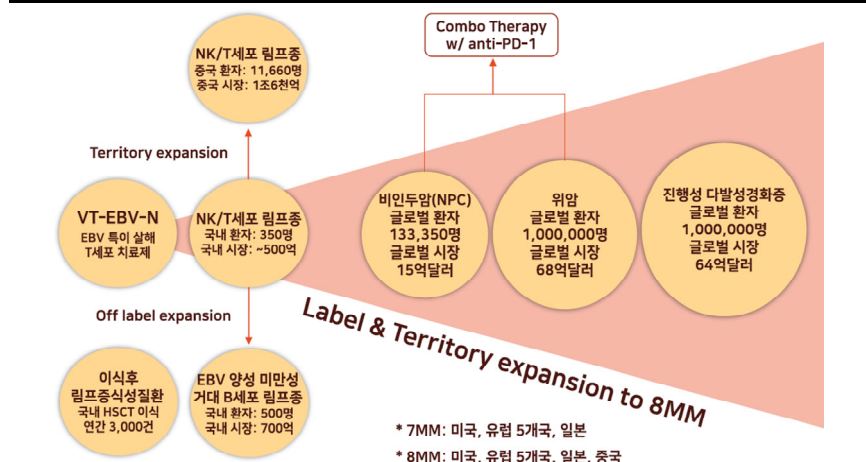 NK/T세포 림프종
중국 환자: 11,660명
중국 시장: 1조6천억
Combo Therapy
w/ anti-PD-1
Territory expansion
VT-EBV-N
EBV 특이 살해
T세포 치료제
NK/T세포 림프종
국내 환자: 350명
국내 시장: ~500억
비인두암(NPC)
글로벌 환자
133,350명
글로벌 시장
15억달러
위암
글로벌 환자
1,000,000명
글로벌 시장
68억달러
진행성 다발성경화증
글로벌 환자
1,000,000명
글로벌 시장
64억달러
Off label expansion
Label & Territory expansion to 8MM
이식후
림프증식성질환
국내 HSCT 이식
연간 3,000건
EBV 양성 미만성
거대 B세포 림프종
국내 환자: 500명
국내 시장: 700억
* 7MM: 미국, 유럽 5개국, 일본
* 8MM: 미국, 유럽 5개국, 일본, 중국